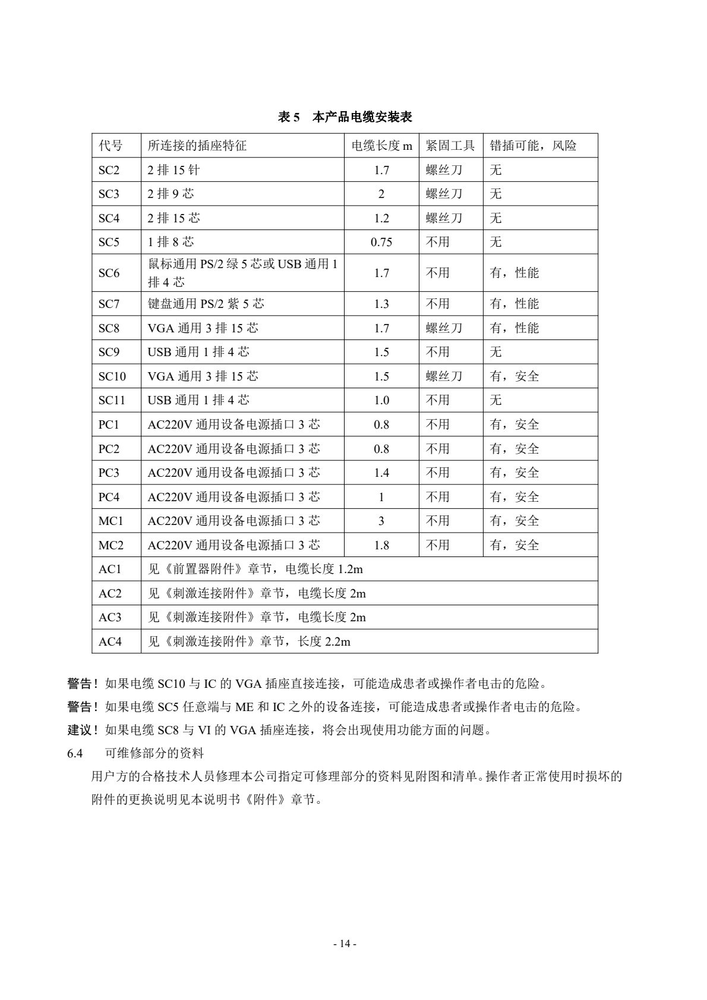 表 5 本产品电缆安装表
代号 所连接的插座特征 电缆长度 m 紧固工具 错插可能，风险
SC2 2 排 15 针 1.7 螺丝刀 无
SC3 2 排 9 芯 2 螺丝刀 无
SC4 2 排 15 芯 1.2 螺丝刀 无
SC5 1 排 8 芯 0.75 不用 无
SC6 鼠标通用 PS/2 绿 5 芯或 USB 通用 1
排 4 芯 1.7 不用 有，性能
SC7 键盘通用 PS/2 紫 5 芯 1.3 不用 有，性能
SC8 VGA 通用 3 排 15 芯 1.7 螺丝刀 有，性能
SC9 USB 通用 1 排 4 芯 1.5 不用 无
SC10 VGA 通用 3 排 15 芯 1.5 螺丝刀 有，安全
SC11 USB 通用 1 排 4 芯 1.0 不用 无
PC1 AC220V 通用设备电源插口 3 芯 0.8 不用 有，安全
PC2 AC220V 通用设备电源插口 3 芯 0.8 不用 有，安全
PC3 AC220V 通用设备电源插口 3 芯 1.4 不用 有，安全
PC4 AC220V 通用设备电源插口 3 芯 1 不用 有，安全
MC1 AC220V 通用设备电源插口 3 芯 3 不用 有，安全
MC2 AC220V 通用设备电源插口 3 芯 1.8 不用 有，安全
AC1 见《前置器附件》章节，电缆长度 1.2m
AC2 见《刺激连接附件》章节，电缆长度 2m
AC3 见《刺激连接附件》章节，电缆长度 2m
AC4 见《刺激连接附件》章节，长度 2.2m
警告！如果电缆 SC10 与 IC 的 VGA 插座直接连接，可能造成患者或操作者电击的危险。
警告！如果电缆 SC5 任意端与 ME 和 IC 之外的设备连接，可能造成患者或操作者电击的危险。
建议！如果电缆 SC8 与 VI 的 VGA 插座连接，将会出现使用功能方面的问题。
6.4 可维修部分的资料
用户方的合格技术人员修理本公司指定可修理部分的资料见附图和清单。操作者正常使用时损坏的
附件的更换说明见本说明书《附件》章节。
- 14 -